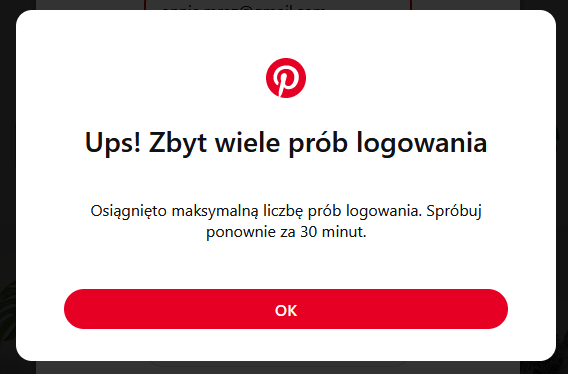 Ups! Zbyt wiele prób logowania
Osiągnięto maksymalną liczbę prób logowania. Spróbuj
ponownie za 30 minut.
OK